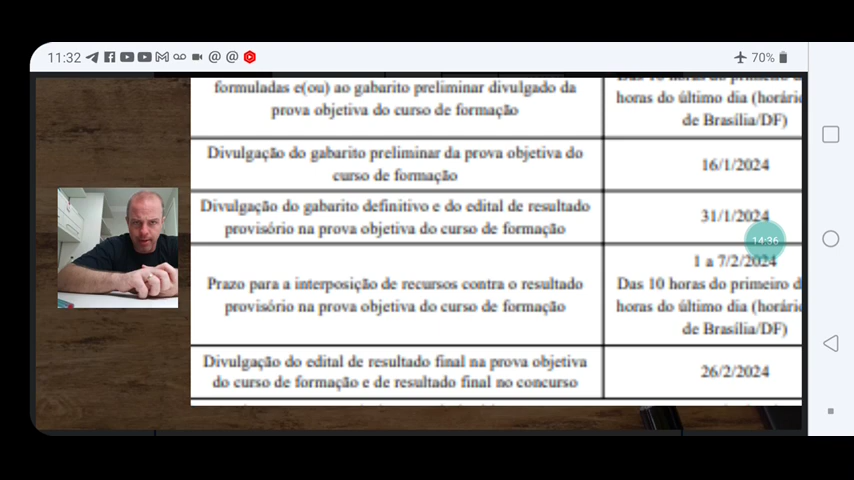 11:32
70%
formuladas e(ou) ao gabarito preliminar divulgado da
prova objetiva do curso de formação
horas do último dia (horári
de Brasília/DF)
Divulgação do gabarito preliminar da prova objetiva do
curso de formação
16/1/2024
Divulgação do gabarito definitivo e do edital de resultado
provisório na prova objetiva do curso de formação
31/1/2024
14:36
Prazo para a interposição de recursos contra o resultado
provisório na prova objetiva do curso de formação
1 a 7/2/2024
Das 10 horas do primeiro d
horas do último dia (horári
de Brasília/DF)
Divulgação do edital de resultado final na prova objetiva
do curso de formação e de resultado final no concurso
26/2/2024